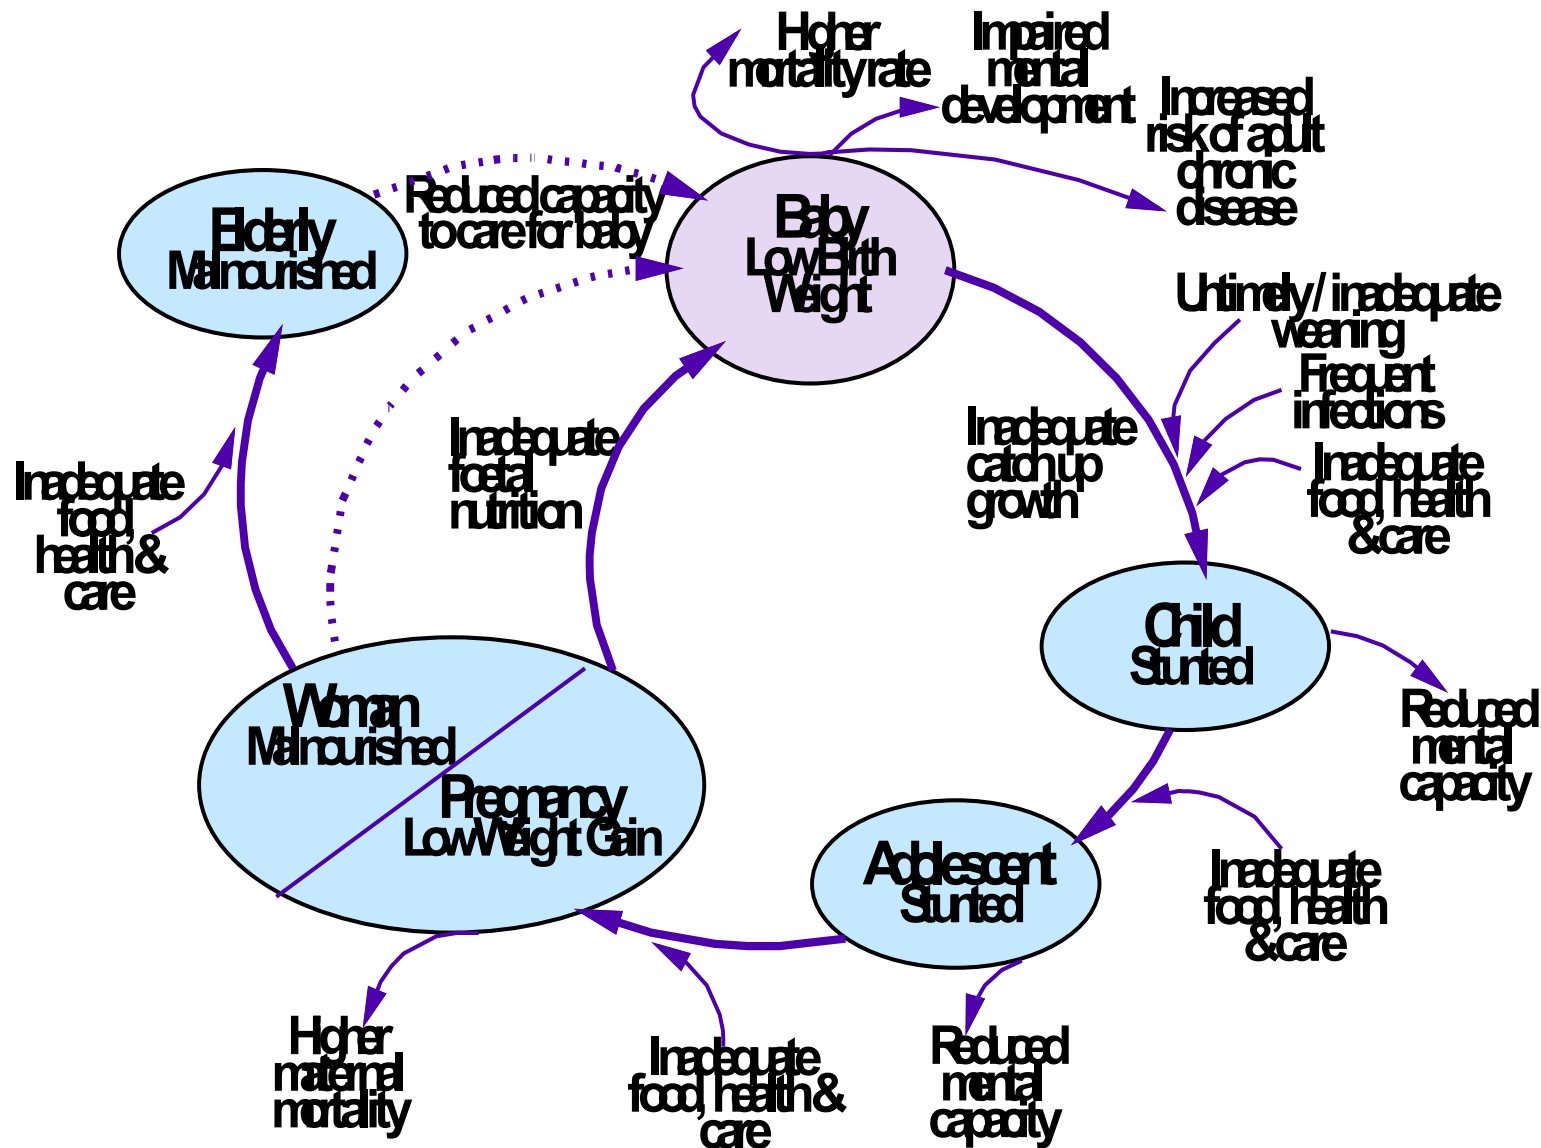 Higher
mortality rate
Impaired
mental
development
Increased
risk of adult
chronic
disease
Elderly
Malnourished
Reduced capacity
to care for baby
Baby
Low Birth
Weight
Untimely / inadequate
weaning
Frequent
infections
Inadequate
food, health
& care
Inadequate
catch up
growth
Inadequate
foetal
nutrition
Inadequate
food,
health &
care
Child
Stunted
Reduced
mental
capacity
Woman
Malnourished
Pregnancy
Low Weight Gain
Adolescent
Stunted
Inadequate
food, health
& care
Higher
maternal
mortality
Inadequate
food, health &
care
Reduced
mental
capacity